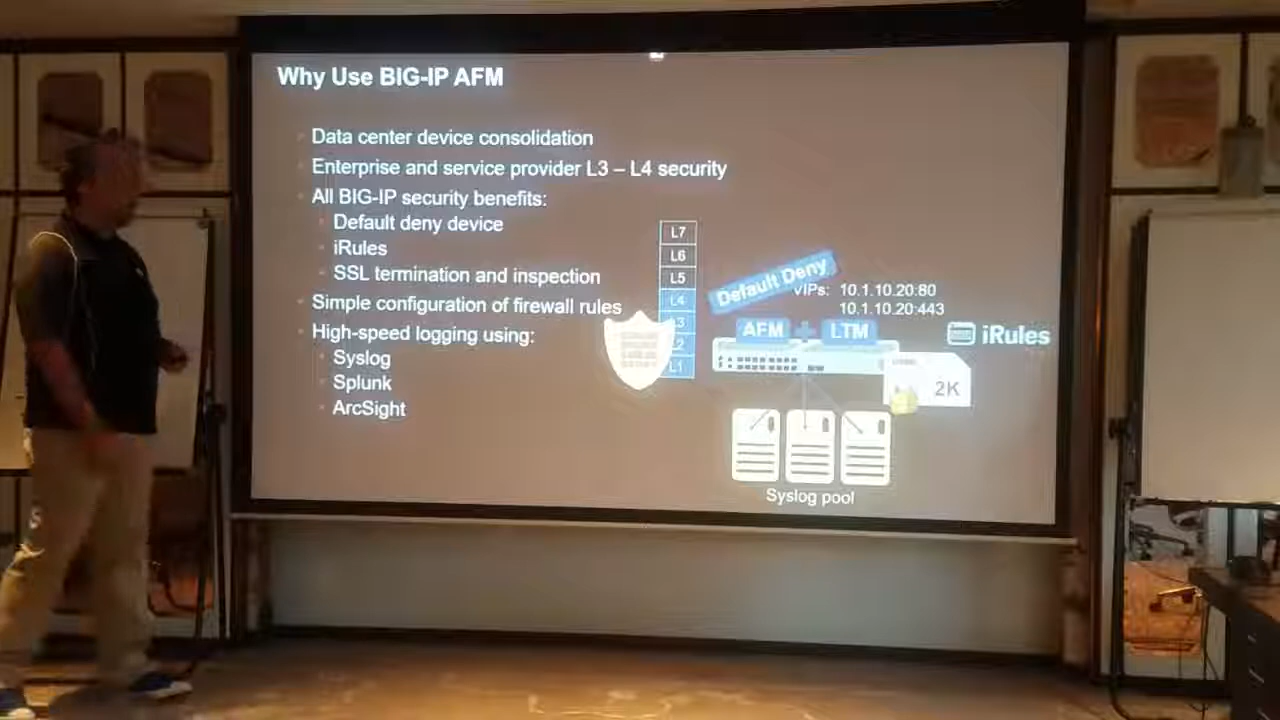 Why Use BIG-IP AFM
Data center device consolidation
Enterprise and service provider L3 – L4 security
All BIG-IP security benefits:
Default deny device
iRules
SSL termination and inspection
Simple configuration of firewall rules
High-speed logging using:
Syslog
Splunk
ArcSight
L7
L6
L5
L4
L3
L2
L1
Default Deny
VIPs: 10.1.10.20:80
10.1.10.20:443
AFM
LTM
iRules
2K
Syslog pool